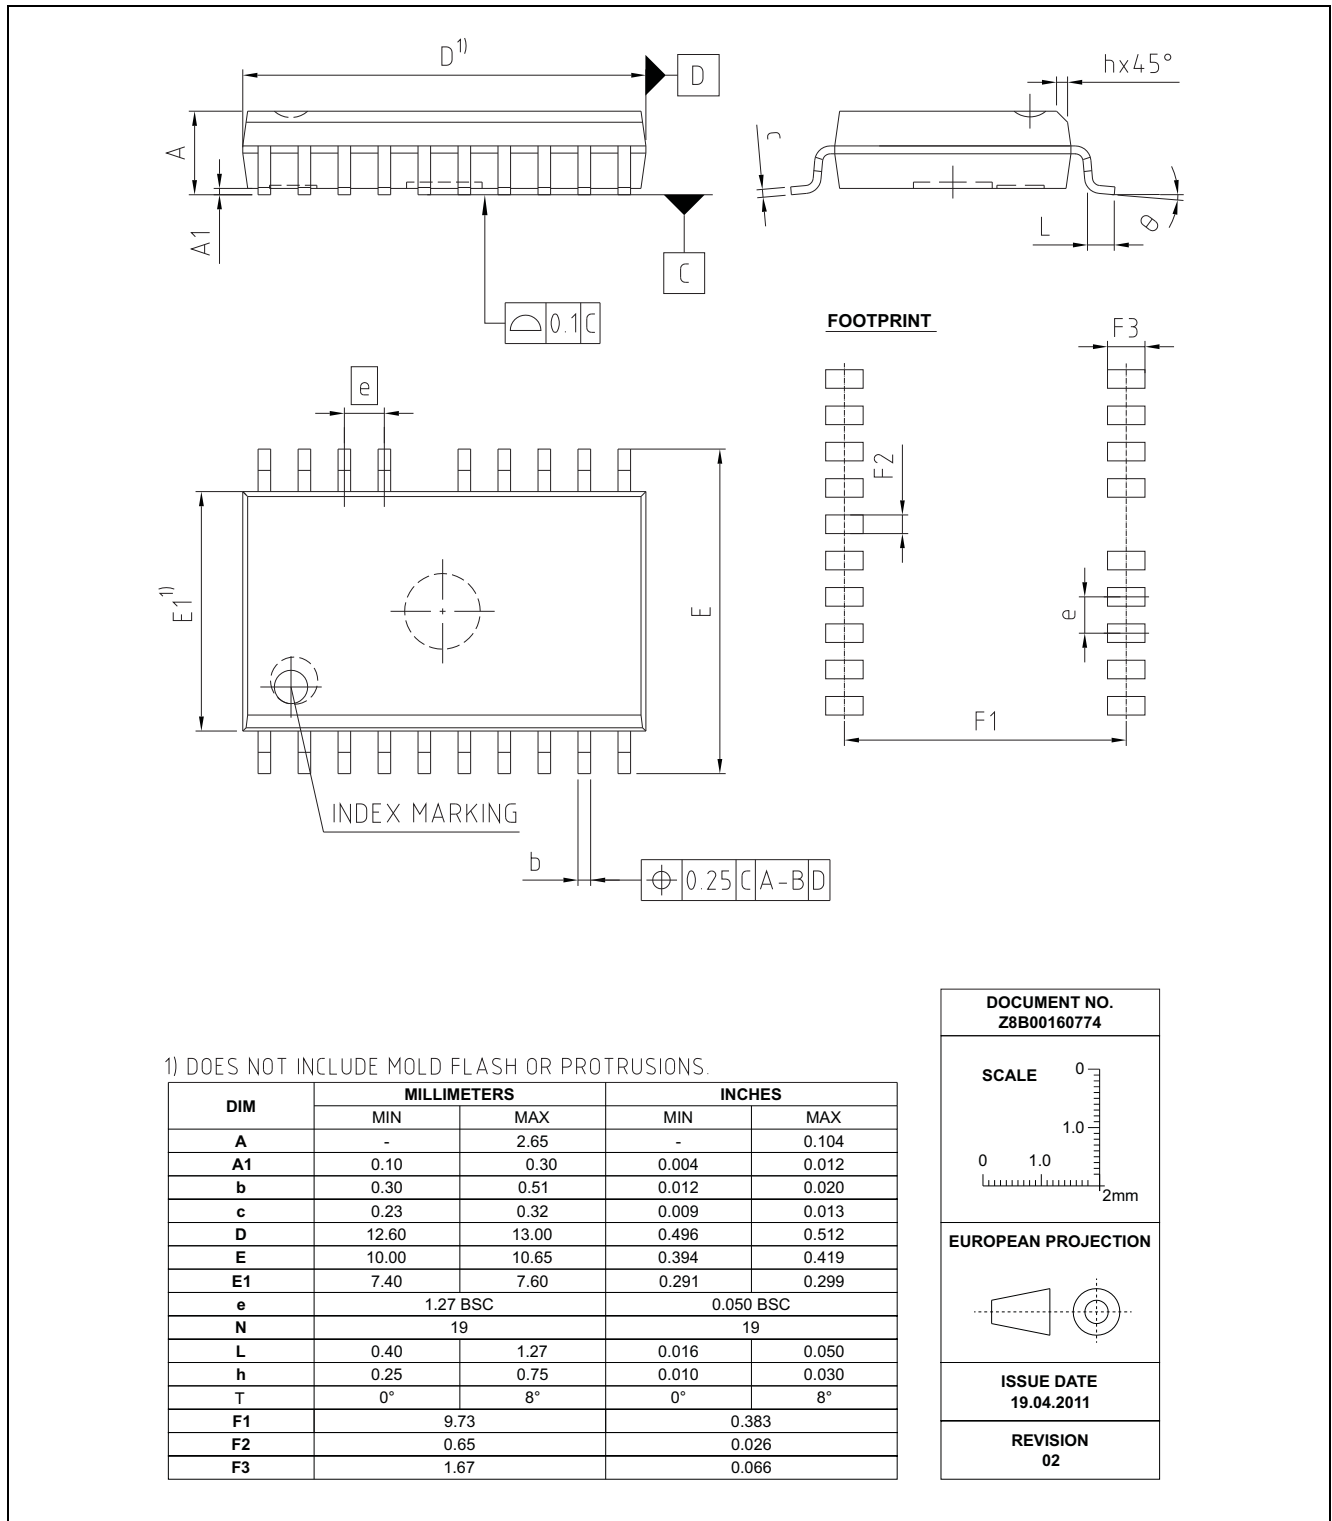 D1)
D
hx45°
A
c
A1
L
θ
C
0.1 C
FOOTPRINT
F3
e
F2
E1 1)
E
e
F1
INDEX MARKING
b
0.25 C A-B D
1) DOES NOT INCLUDE MOLD FLASH OR PROTRUSIONS.
DIM MILLIMETERS INCHES
MIN MAX MIN MAX
A - 2.65 - 0.104
A1 0.10 0.30 0.004 0.012
b 0.30 0.51 0.012 0.020
c 0.23 0.32 0.009 0.013
D 12.60 13.00 0.496 0.512
E 10.00 10.65 0.394 0.419
E1 7.40 7.60 0.291 0.299
e 1.27 BSC 0.050 BSC
N 19 19
L 0.40 1.27 0.016 0.050
h 0.25 0.75 0.010 0.030
T 0° 8° 0° 8°
F1 9.73 0.383
F2 0.65 0.026
F3 1.67 0.066
DOCUMENT NO.
Z8B00160774
SCALE
0
1.0
0 1.0
2mm
EUROPEAN PROJECTION
ISSUE DATE
19.04.2011
REVISION
02